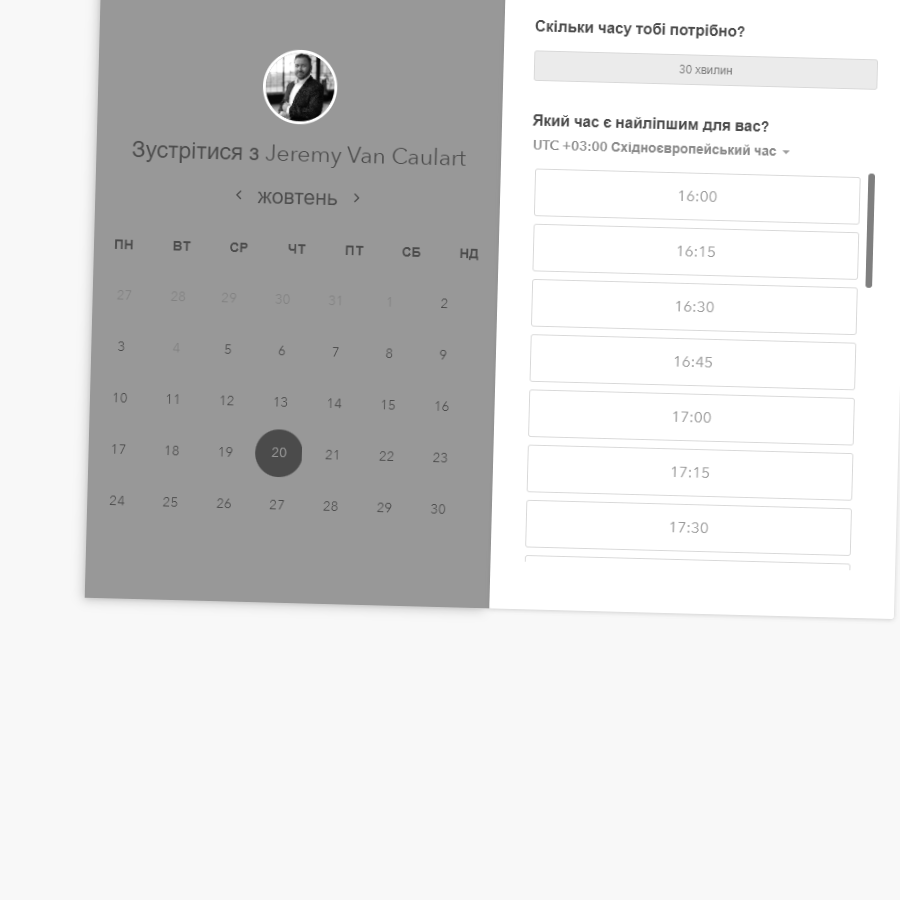 Зустрітися з Jeremy Van Caulart
‹ жовтень ›
ПН ВТ СР ЧТ ПТ СБ НД
27 28 29 30 31 1 2
3 4 5 6 7 8 9
10 11 12 13 14 15 16
17 18 19 20 21 22 23
24 25 26 27 28 29 30
Скільки часу тобі потрібно?
30 хвилин
Який час є найліпшим для вас?
UTC +03:00 Східноєвропейський час
16:00
16:15
16:30
16:45
17:00
17:15
17:30